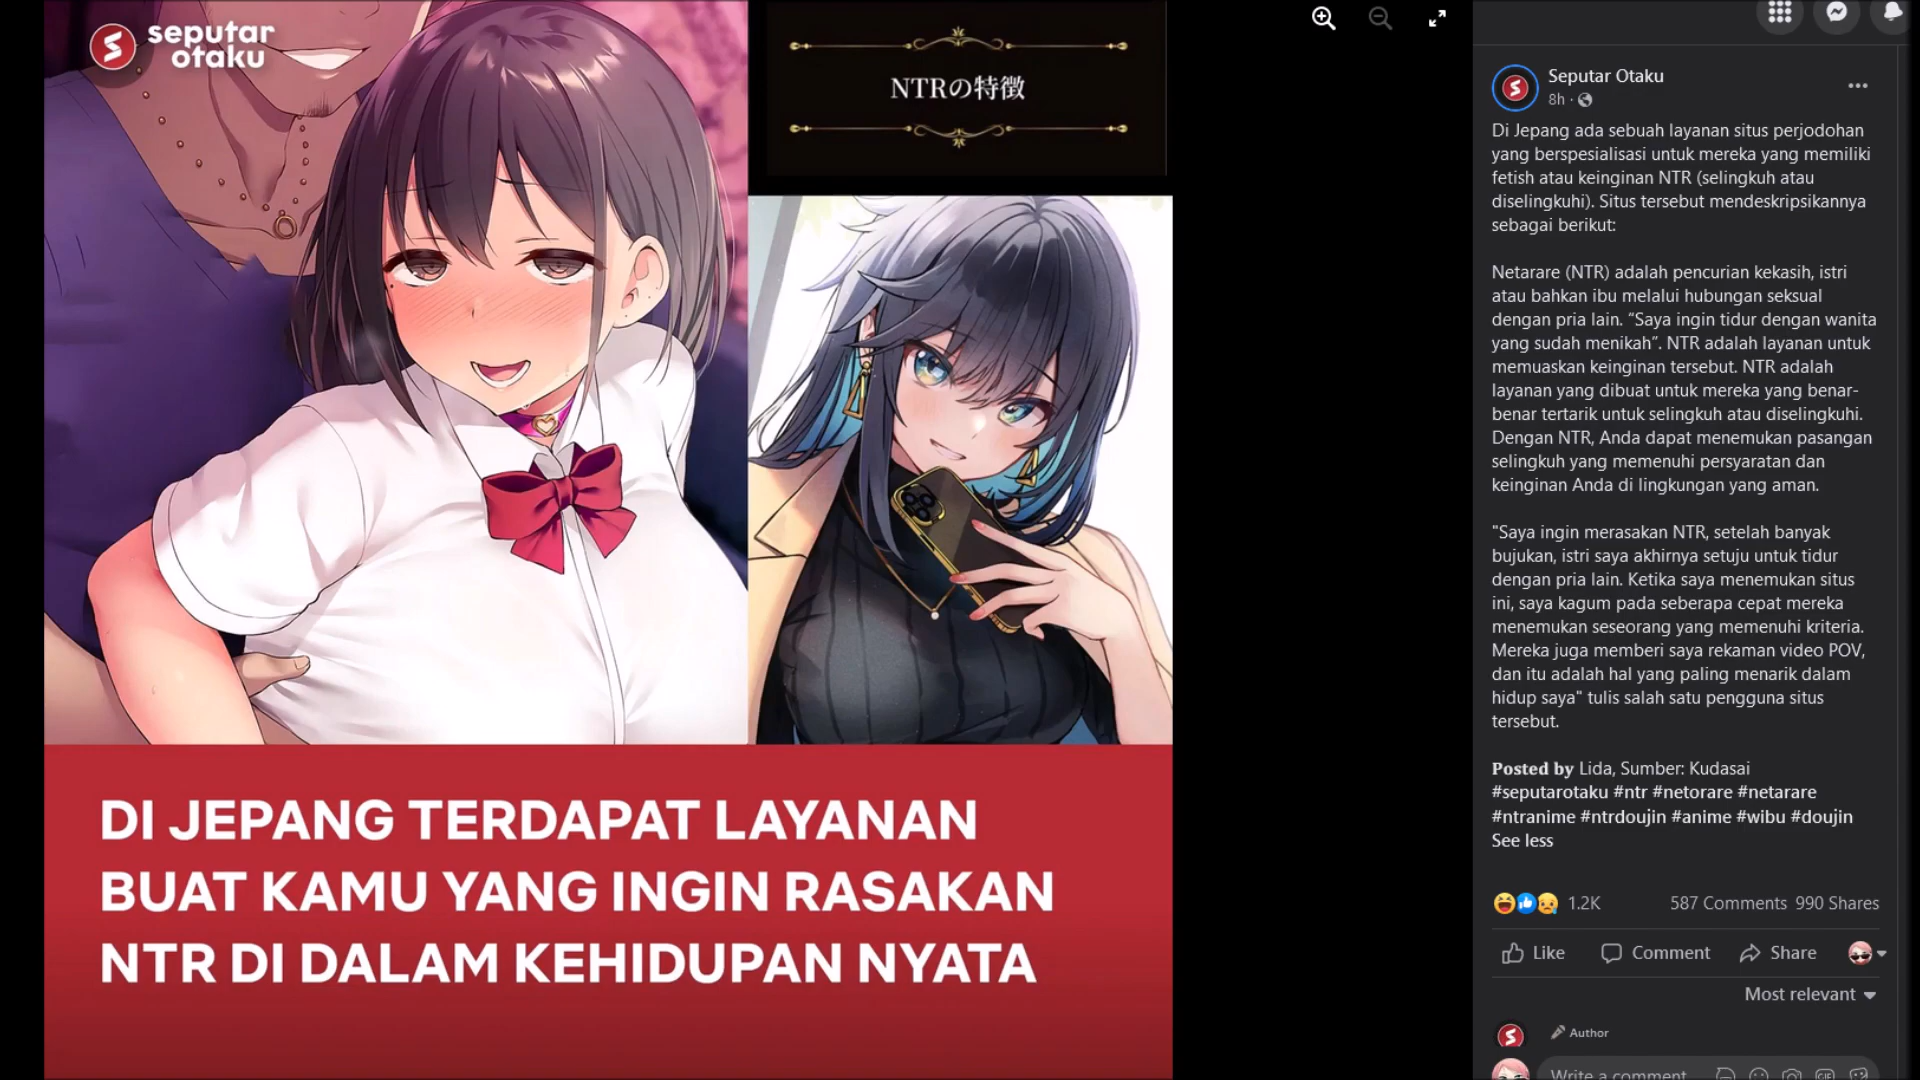 seputar
otaku
NTRの特徴
DI JEPANG TERDAPAT LAYANAN
BUAT KAMU YANG INGIN RASAKAN
NTR DI DALAM KEHIDUPAN NYATA
Seputar Otaku
8h ·
Di Jepang ada sebuah layanan situs perjodohan
yang berspesialisasi untuk mereka yang memiliki
fetish atau keinginan NTR (selingkuh atau
diselingkuhi). Situs tersebut mendeskripsikannya
sebagai berikut:
Netarare (NTR) adalah pencurian kekasih, istri
atau bahkan ibu melalui hubungan seksual
dengan pria lain. “Saya ingin tidur dengan wanita
yang sudah menikah”. NTR adalah layanan untuk
memuaskan keinginan tersebut. NTR adalah
layanan yang dibuat untuk mereka yang benar-
benar tertarik untuk selingkuh atau diselingkuhi.
Dengan NTR, Anda dapat menemukan pasangan
selingkuh yang memenuhi persyaratan dan
keinginan Anda di lingkungan yang aman.
"Saya ingin merasakan NTR, setelah banyak
bujukan, istri saya akhirnya setuju untuk tidur
dengan pria lain. Ketika saya menemukan situs
ini, saya kagum pada seberapa cepat mereka
menemukan seseorang yang memenuhi kriteria.
Mereka juga memberi saya rekaman video POV,
dan itu adalah hal yang paling menarik dalam
hidup saya" tulis salah satu pengguna situs
tersebut.
Posted by Lida, Sumber: Kudasai
#seputarotaku #ntr #netorare #netarare
#ntranime #ntrdoujin #anime #wibu #doujin
See less
1.2K 587 Comments 990 Shares
Like Comment Share
Most relevant
Author
Write a comment...